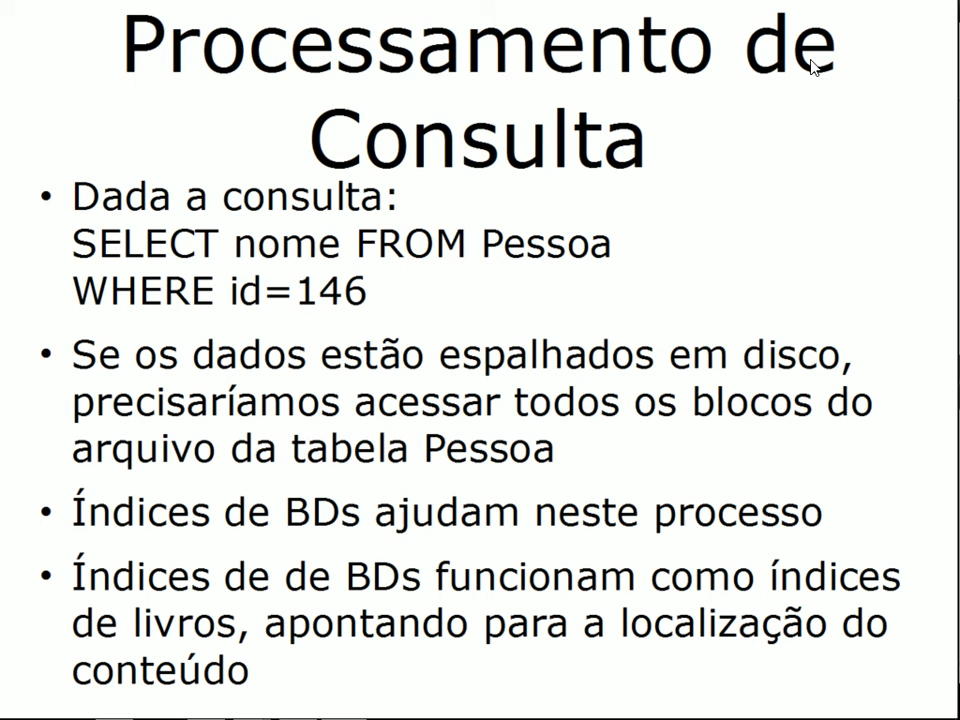 Processamento de
Consulta
• Dada a consulta:
SELECT nome FROM Pessoa
WHERE id=146
• Se os dados estão espalhados em disco,
precisaríamos acessar todos os blocos do
arquivo da tabela Pessoa
• Índices de BDs ajudam neste processo
• Índices de de BDs funcionam como índices
de livros, apontando para a localização do
conteúdo